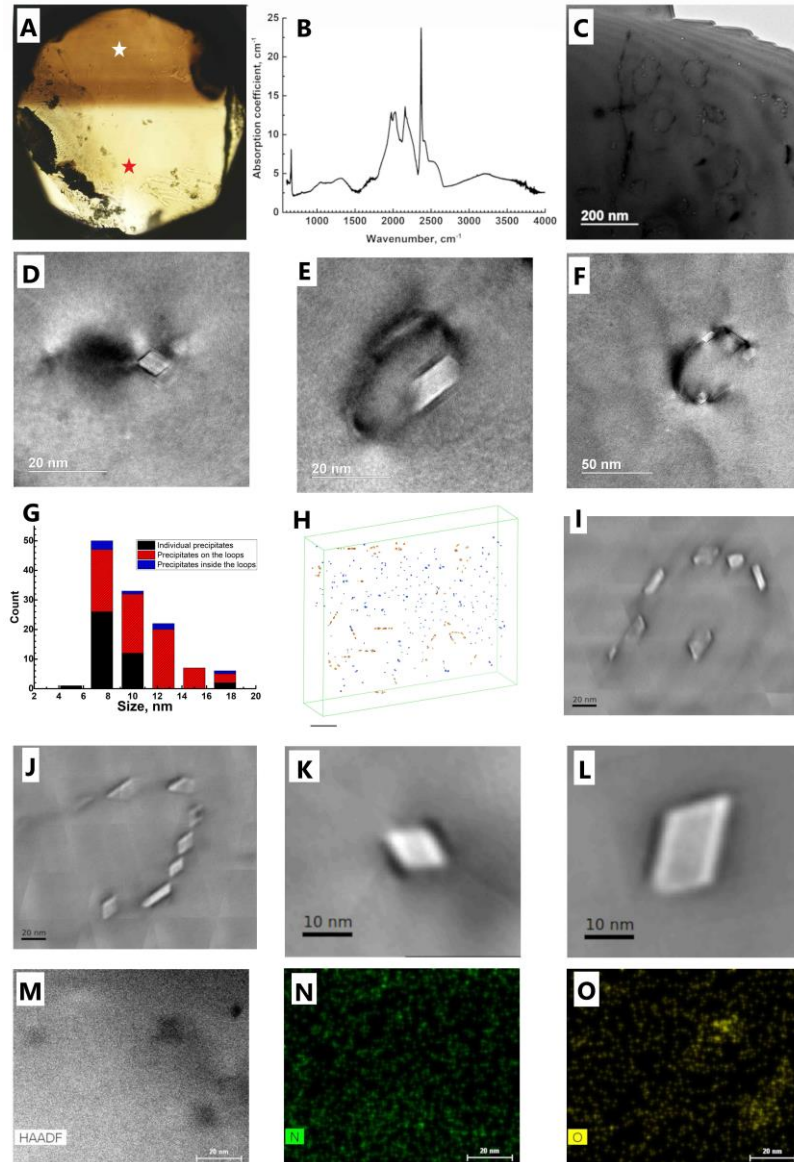 A
B
Absorption coefficient, cm-1
25
20
15
10
5
0
1000 1500 2000 2500 3000 3500 4000
Wavenumber, cm-1
C
200 nm
D
20 nm
E
20 nm
F
50 nm
G
Individual precipitates
Precipitates on the loops
Precipitates inside the loops
Count
50
40
30
20
10
0
2 4 6 8 10 12 14 16 18 20
Size, nm
H
I
20 nm
J
20 nm
K
10 nm
L
10 nm
M
HAADF
20 nm
N
N
20 nm
O
O
20 nm